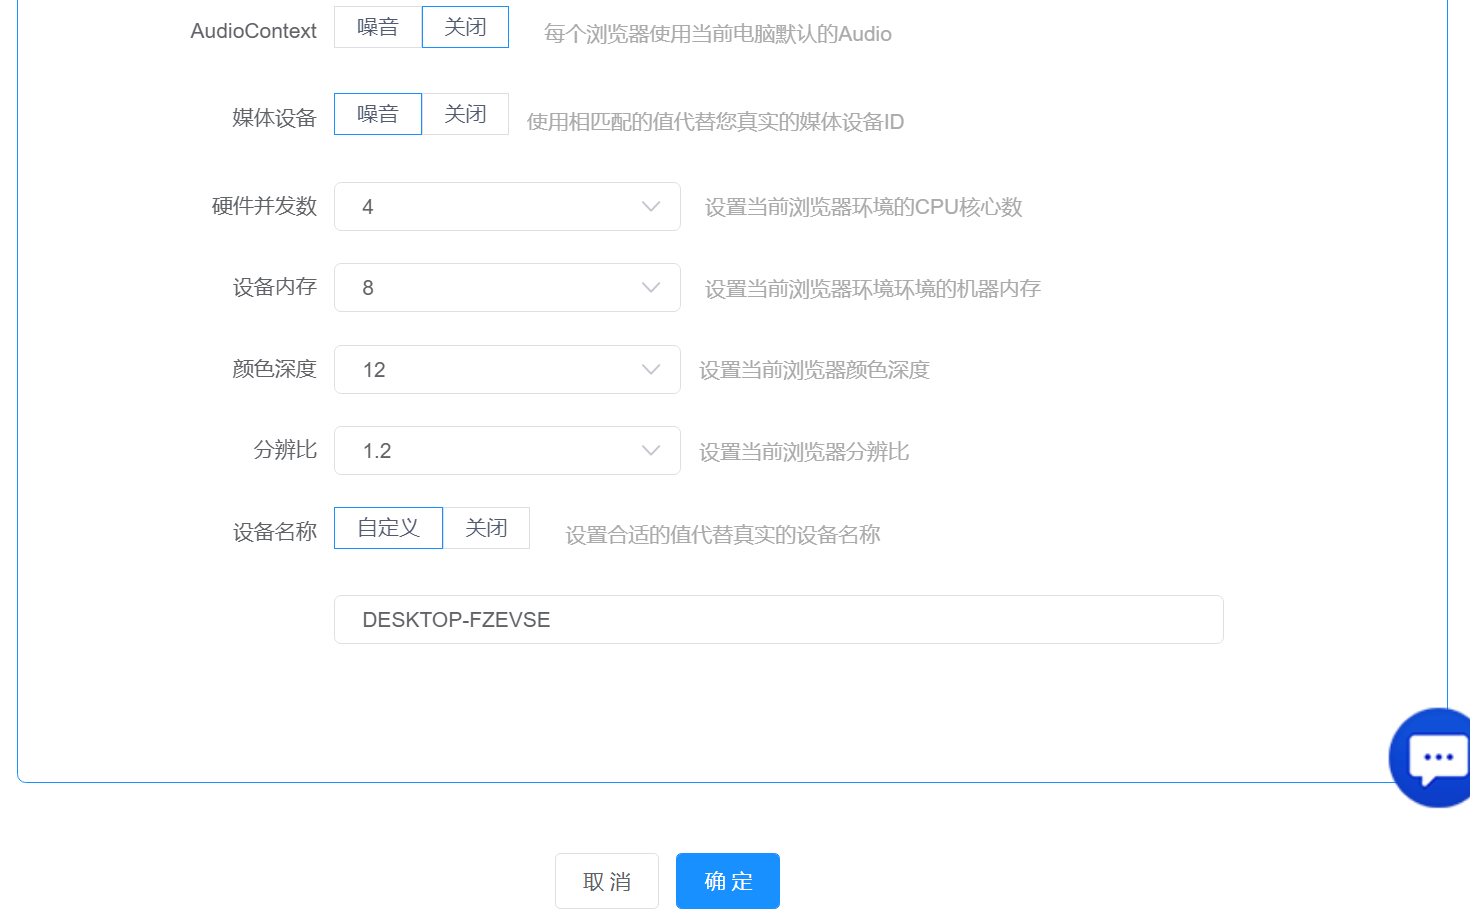 AudioContext 噪音 关闭 每个浏览器使用当前电脑默认的Audio
媒体设备 噪音 关闭 使用相匹配的值代替您真实的媒体设备ID
硬件并发数 4 设置当前浏览器环境的CPU核心数
设备内存 8 设置当前浏览器环境环境的机器内存
颜色深度 12 设置当前浏览器颜色深度
分辨比 1.2 设置当前浏览器分辨比
设备名称 自定义 关闭 设置合适的值代替真实的设备名称
DESKTOP-FZEVSE
取 消 确 定